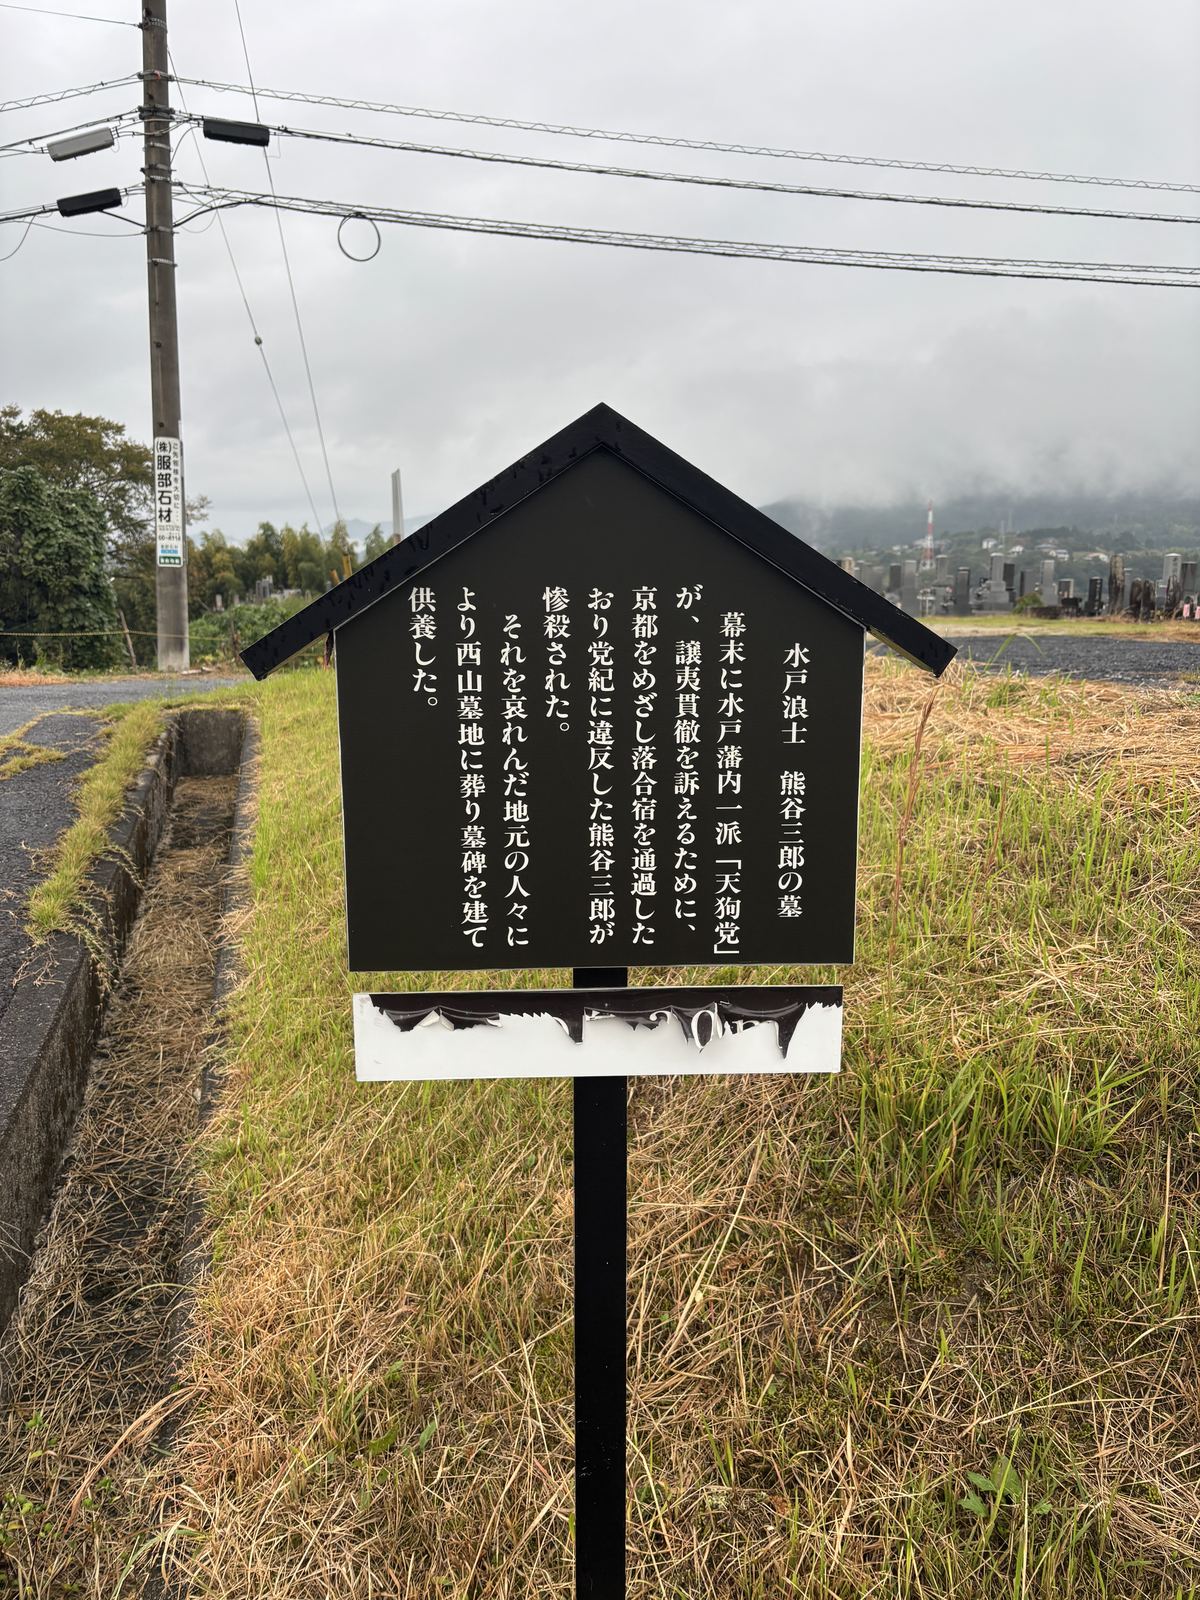 水戸浪士　熊谷三郎の墓
幕末に水戸藩内一派「天狗党」
が、譲夷貫徹を訴えるために、
京都をめざし落合宿を通過した
おり党紀に違反した熊谷三郎が
惨殺された。
それを哀れんだ地元の人々に
より西山墓地に葬り墓碑を建て
供養した。
(株)服部石材